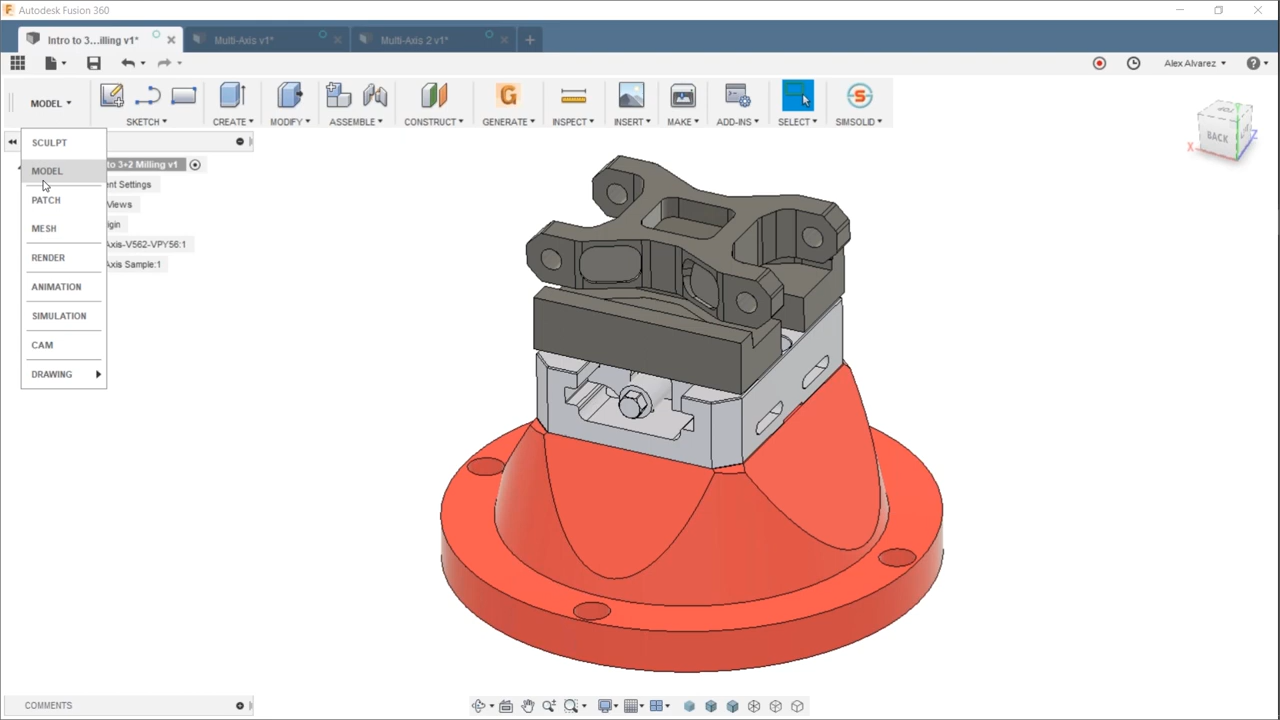 Autodesk Fusion 360
Intro to 3...illing v1*
Multi-Axis v1*
Multi-Axis 2 v1*
Alex Alvarez
MODEL
SKETCH
CREATE
MODIFY
ASSEMBLE
CONSTRUCT
GENERATE
INSPECT
INSERT
MAKE
ADD-INS
SELECT
SIMSOLID
SCULPT
MODEL
PATCH
MESH
RENDER
ANIMATION
SIMULATION
CAM
DRAWING
to 3+2 Milling v1
ent Settings
Views
igin
Axis-V562-VPY56:1
Axis Sample:1
BACK
X
Z
COMMENTS